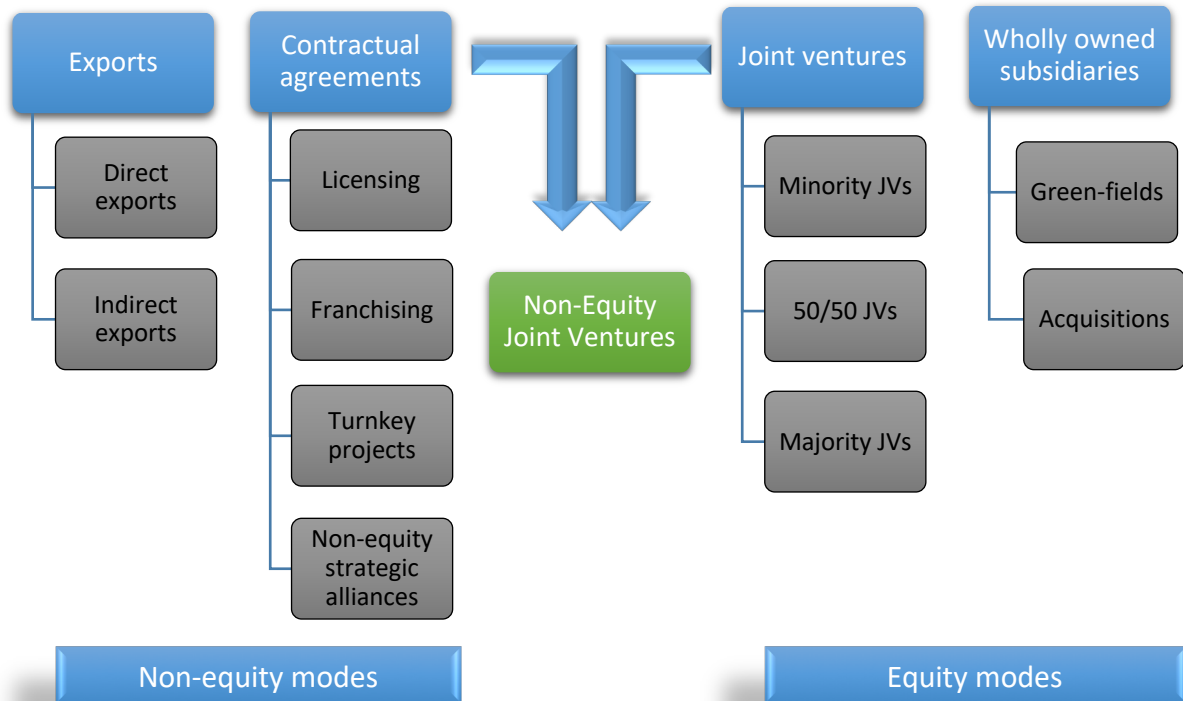 Exports
Direct
exports
Indirect
exports
Contractual
agreements
Licensing
Franchising
Turnkey
projects
Non-equity
strategic
alliances
Non-Equity
Joint Ventures
Joint ventures
Minority JVs
50/50 JVs
Majority JVs
Wholly owned
subsidiaries
Green-fields
Acquisitions
Non-equity modes
Equity modes